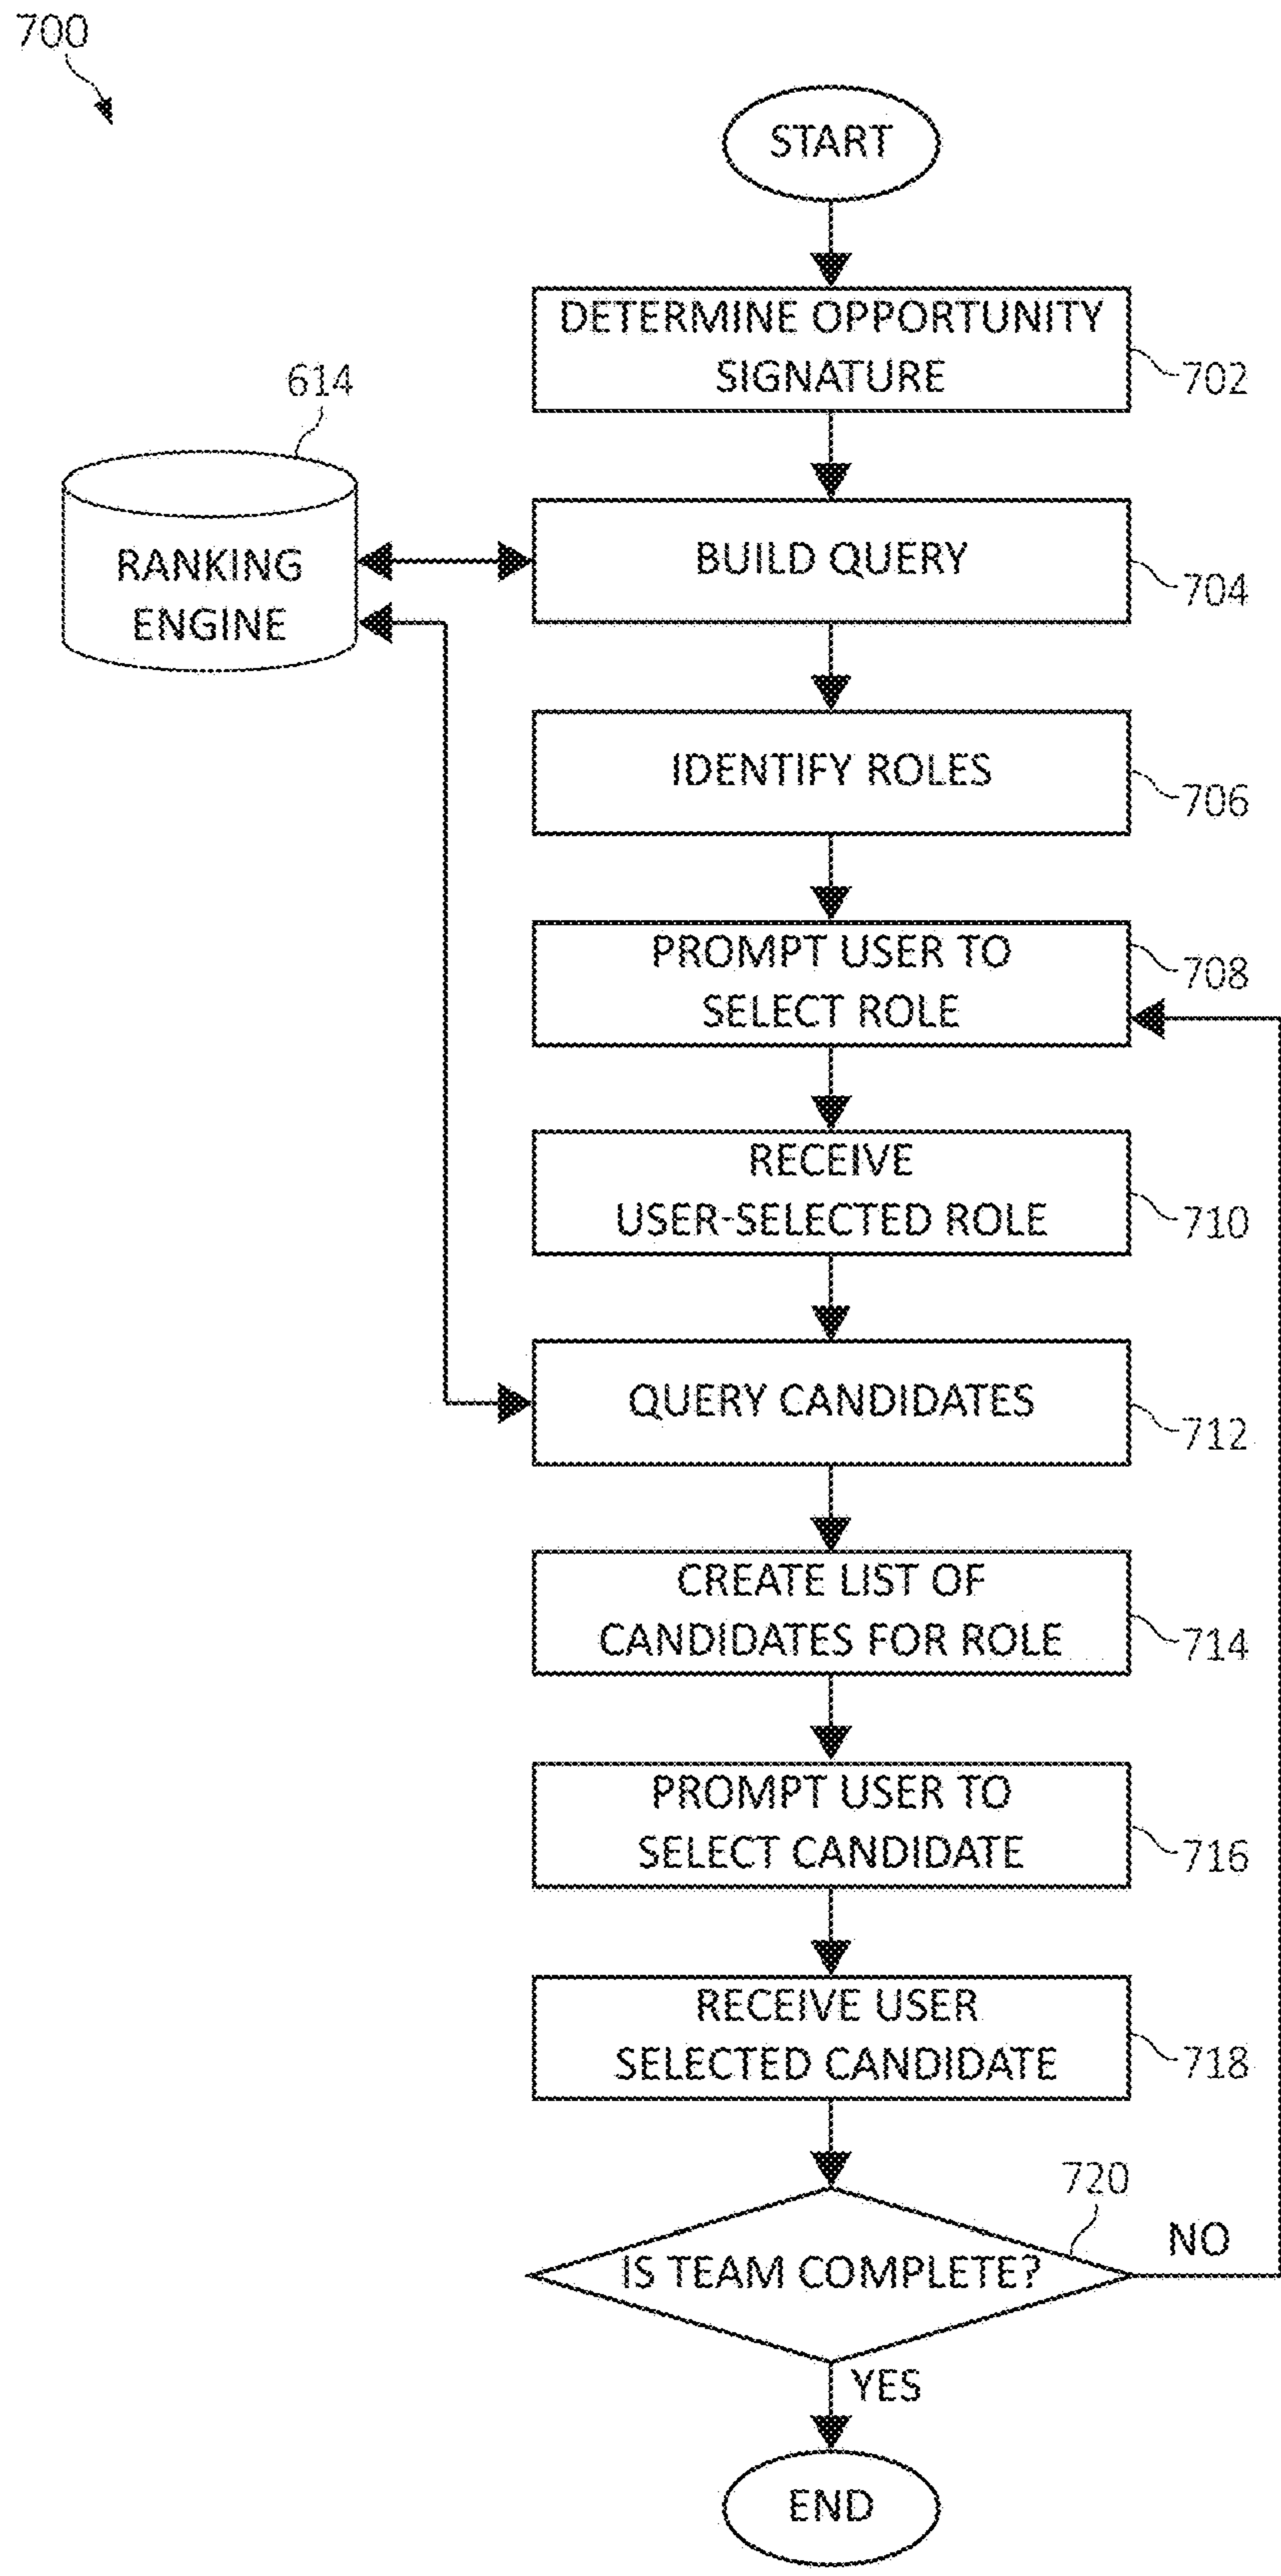 700
START
DETERMINE OPPORTUNITY
SIGNATURE
702
614
RANKING
ENGINE
BUILD QUERY
704
IDENTIFY ROLES
706
PROMPT USER TO
SELECT ROLE
708
RECEIVE
USER-SELECTED ROLE
710
QUERY CANDIDATES
712
CREATE LIST OF
CANDIDATES FOR ROLE
714
PROMPT USER TO
SELECT CANDIDATE
716
RECEIVE USER
SELECTED CANDIDATE
718
720
IS TEAM COMPLETE?
NO
YES
END